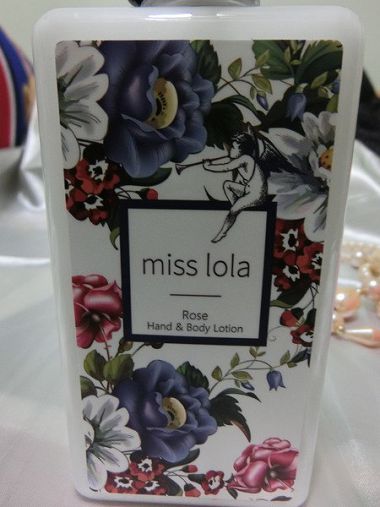 miss lola
Rose
Hand & Body Lotion